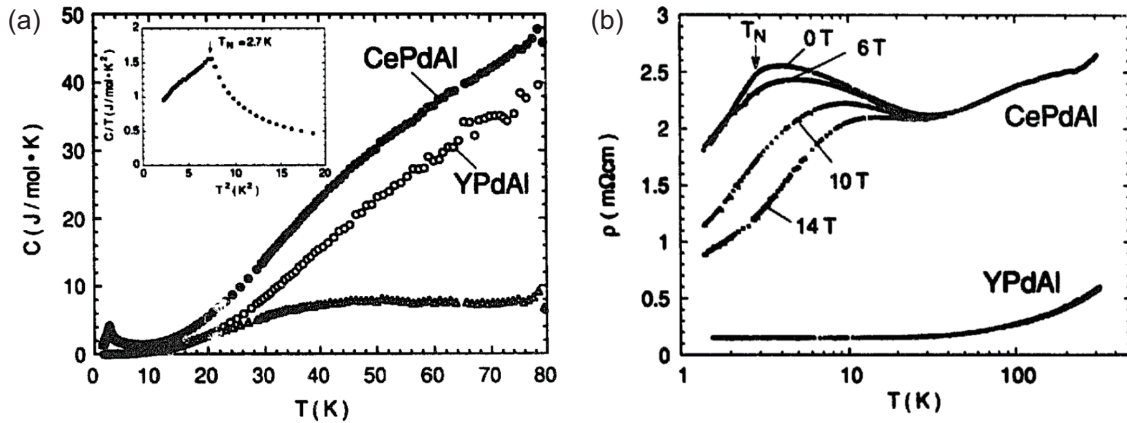 (a)
50
40
30
20
10
0
C (J/mol•K)
2
1.5
1
0.5
0
C/T (J/mol•K²)
T_N = 2.7 K
0 5 10 15 20
T² (K²)
CePdAl
YPdAl
0 10 20 30 40 50 60 70 80
T (K)
(b)
3
2.5
2
1.5
1
0.5
0
ρ (mΩcm)
T_N
0 T
6 T
CePdAl
10 T
14 T
YPdAl
1 10 100
T (K)